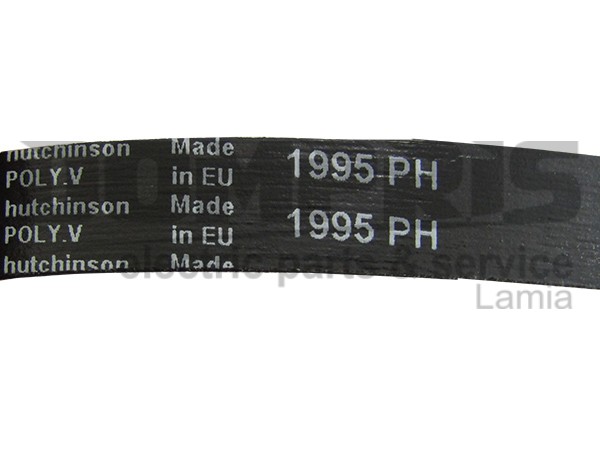 hutchinson Made
POLY.V in EU 1995 PH
hutchinson Made
POLY.V in EU 1995 PH
hutchinson Made
electric parts & service
Lamia